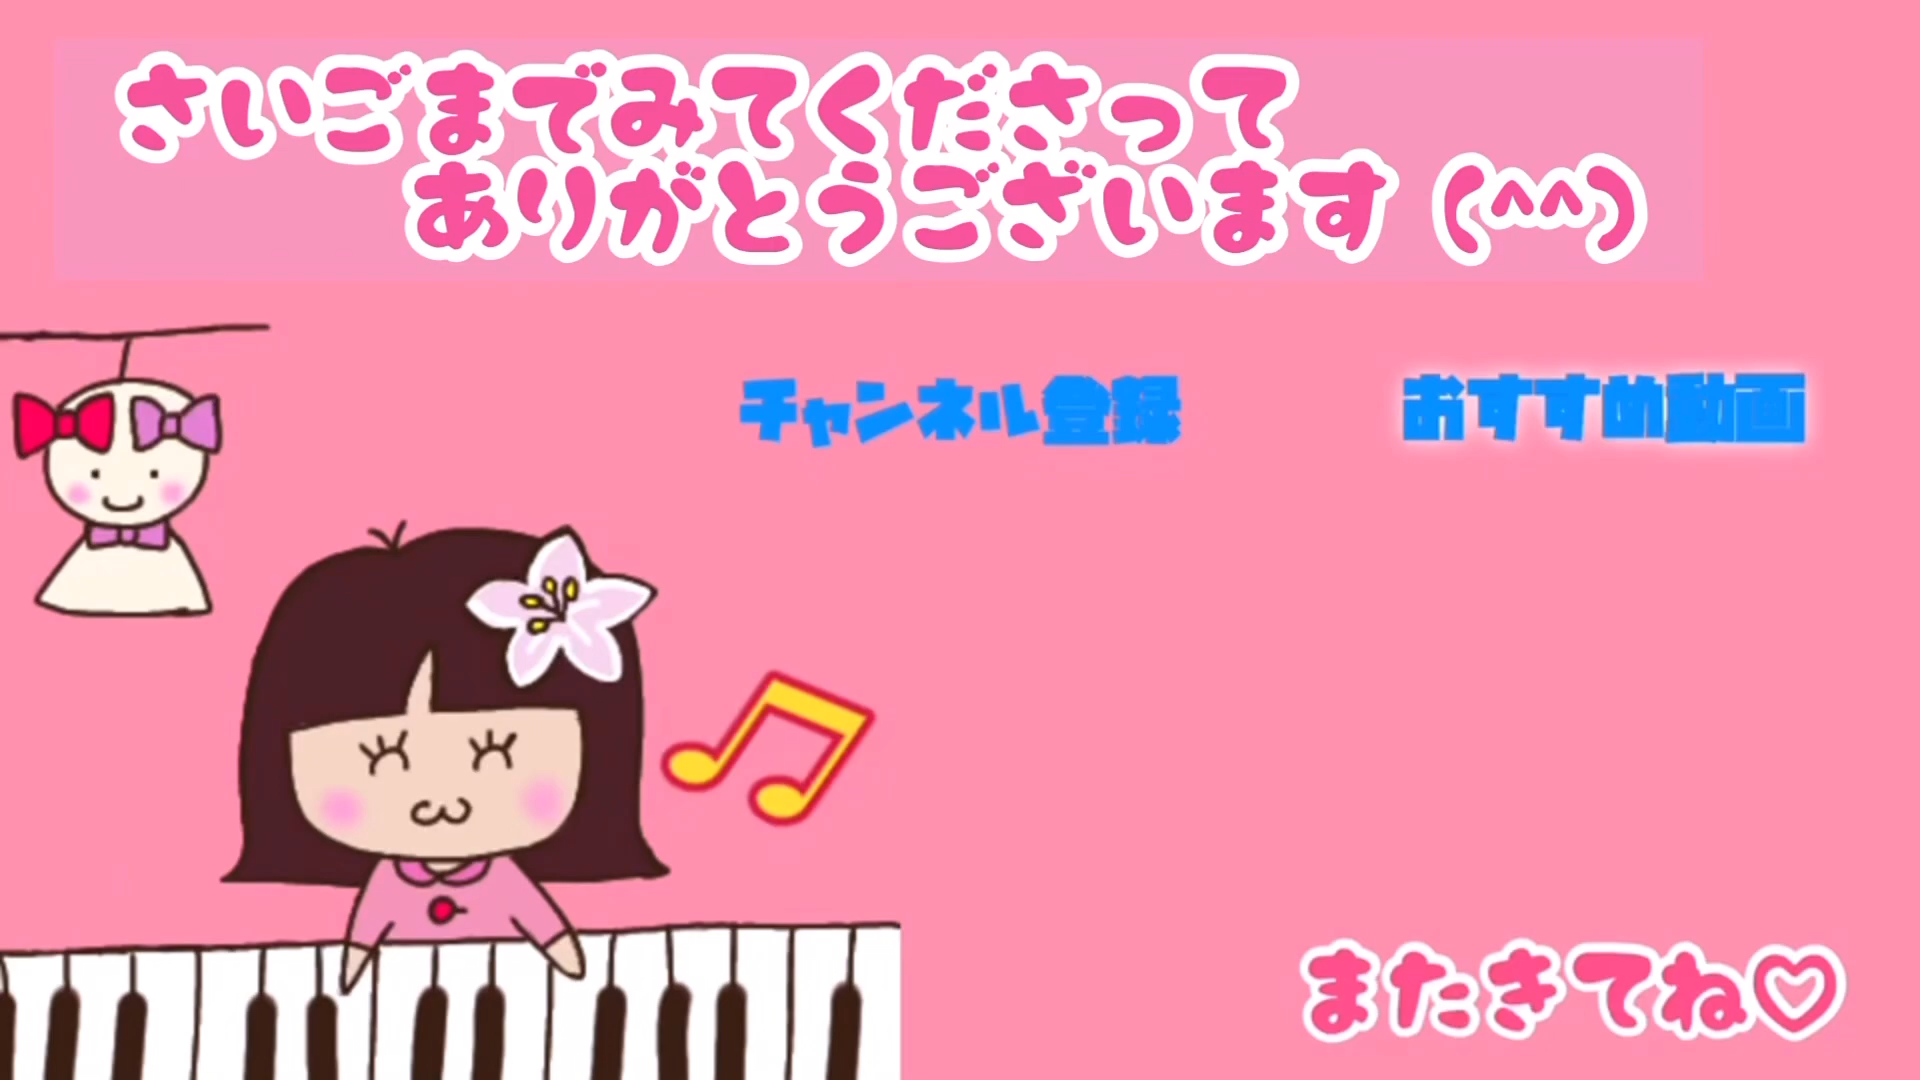 さいごまでみてくださって
ありがとうございます (^^)
チャンネル登録
おすすめ動画
またきてね♡